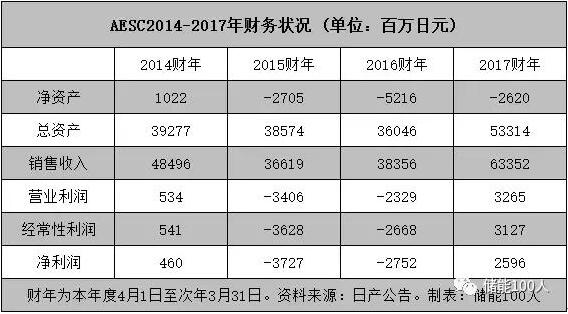 AESC2014-2017年财务状况 (单位: 百万日元)
2014财年 2015财年 2016财年 2017财年
净资产 1022 -2705 -5216 -2620
总资产 39277 38574 36046 53314
销售收入 48496 36619 38356 63352
营业利润 534 -3406 -2329 3265
经常性利润 541 -3628 -2668 3127
净利润 460 -3727 -2752 2596
储能100人
财年为本年度4月1日至次年3月31日。资料来源: 日产公告。制表: 储能100人